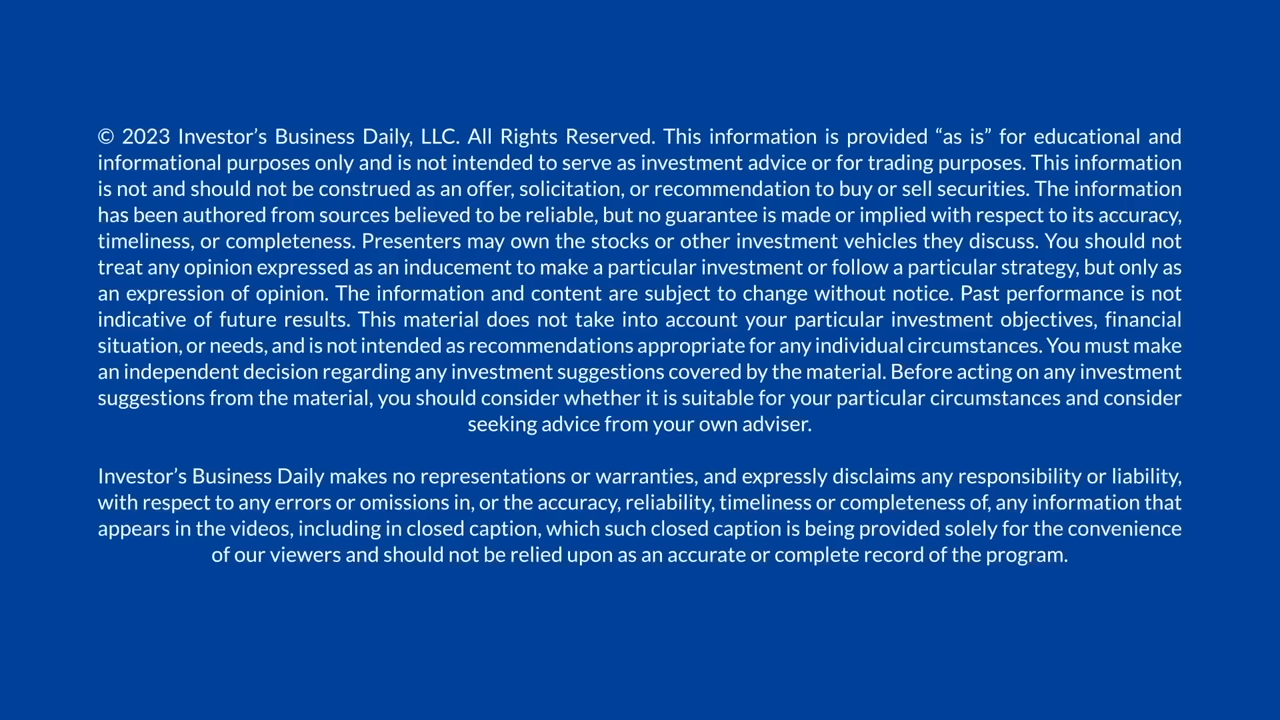 © 2023 Investor’s Business Daily, LLC. All Rights Reserved. This information is provided “as is” for educational and
informational purposes only and is not intended to serve as investment advice or for trading purposes. This information
is not and should not be construed as an offer, solicitation, or recommendation to buy or sell securities. The information
has been authored from sources believed to be reliable, but no guarantee is made or implied with respect to its accuracy,
timeliness, or completeness. Presenters may own the stocks or other investment vehicles they discuss. You should not
treat any opinion expressed as an inducement to make a particular investment or follow a particular strategy, but only as
an expression of opinion. The information and content are subject to change without notice. Past performance is not
indicative of future results. This material does not take into account your particular investment objectives, financial
situation, or needs, and is not intended as recommendations appropriate for any individual circumstances. You must make
an independent decision regarding any investment suggestions covered by the material. Before acting on any investment
suggestions from the material, you should consider whether it is suitable for your particular circumstances and consider
seeking advice from your own adviser.
Investor’s Business Daily makes no representations or warranties, and expressly disclaims any responsibility or liability,
with respect to any errors or omissions in, or the accuracy, reliability, timeliness or completeness of, any information that
appears in the videos, including in closed caption, which such closed caption is being provided solely for the convenience
of our viewers and should not be relied upon as an accurate or complete record of the program.